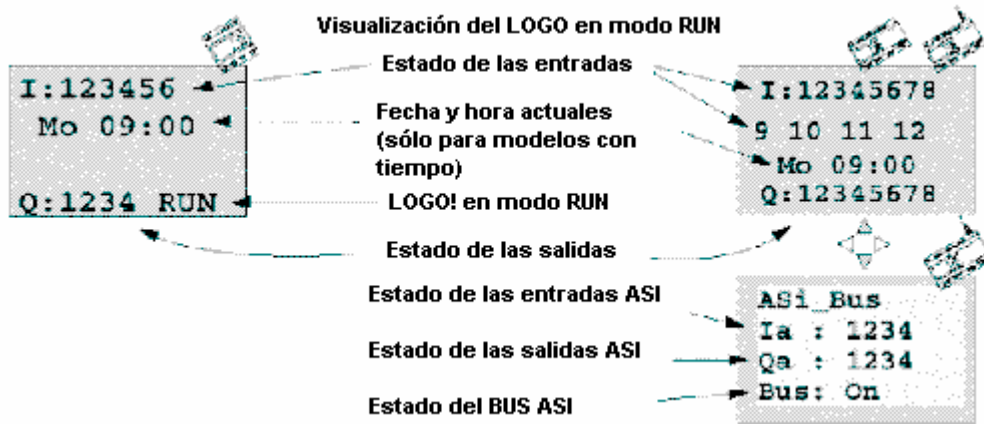 Visualización del LOGO en modo RUN
I:123456
Mo 09:00
Q:1234 RUN
Estado de las entradas
Fecha y hora actuales
(sólo para modelos con
tiempo)
LOGO! en modo RUN
Estado de las salidas
Estado de las entradas ASI
Estado de las salidas ASI
Estado del BUS ASI
I:12345678
9 10 11 12
Mo 09:00
Q:12345678
ASi_Bus
Ia : 1234
Qa : 1234
Bus: On